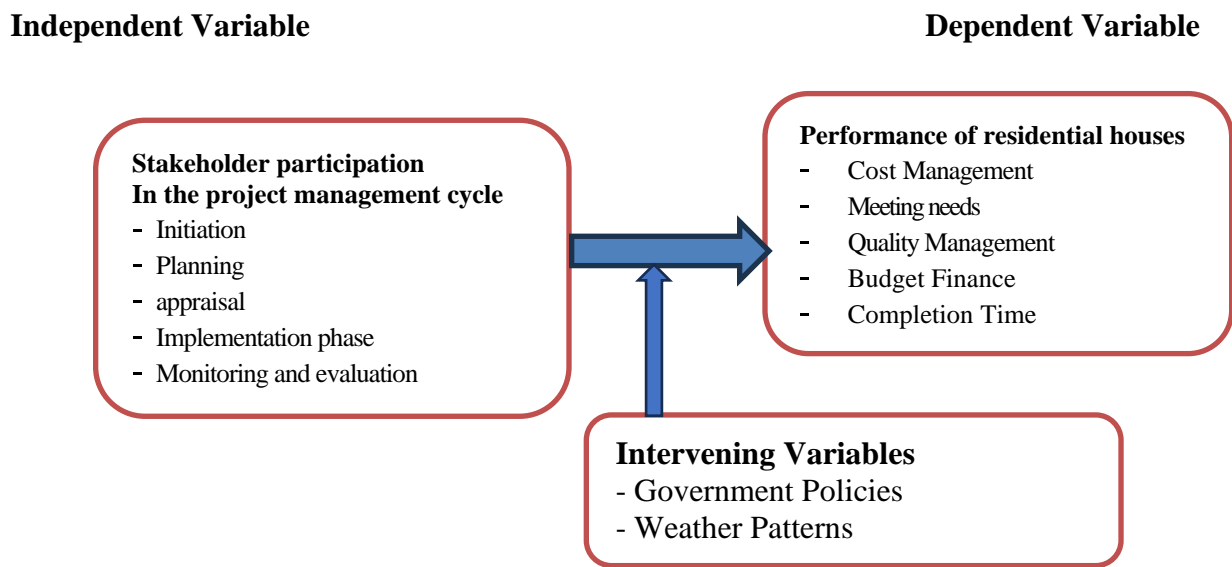 Independent Variable
Dependent Variable
Stakeholder participation
In the project management cycle
- Initiation
- Planning
- appraisal
- Implementation phase
- Monitoring and evaluation
Performance of residential houses
- Cost Management
- Meeting needs
- Quality Management
- Budget Finance
- Completion Time
Intervening Variables
- Government Policies
- Weather Patterns